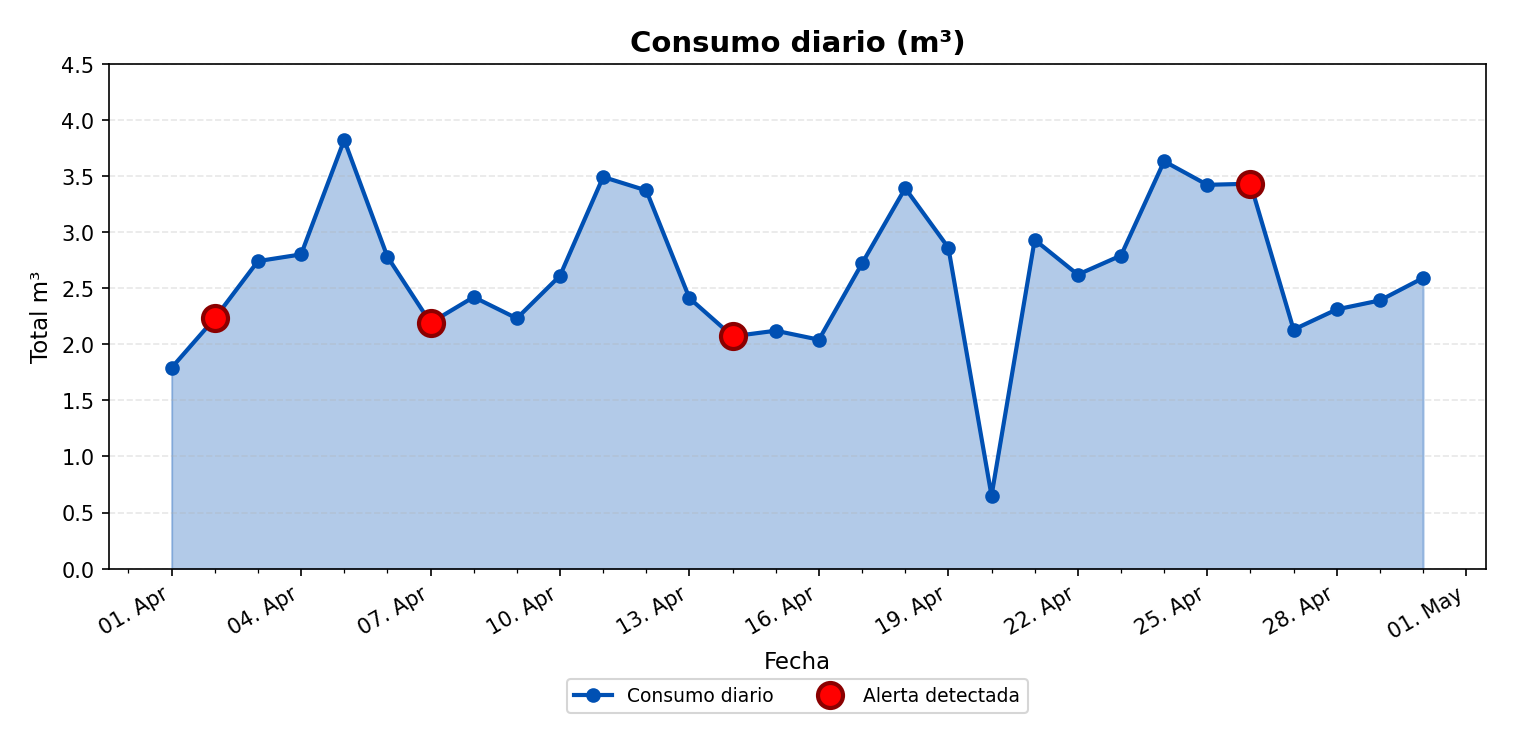 Consumo diario (m³)
4.5
4.0
3.5
3.0
2.5
2.0
1.5
1.0
0.5
0.0
Total m³
01. Apr 04. Apr 07. Apr 10. Apr 13. Apr 16. Apr 19. Apr 22. Apr 25. Apr 28. Apr 01. May
Fecha
Consumo diario Alerta detectada